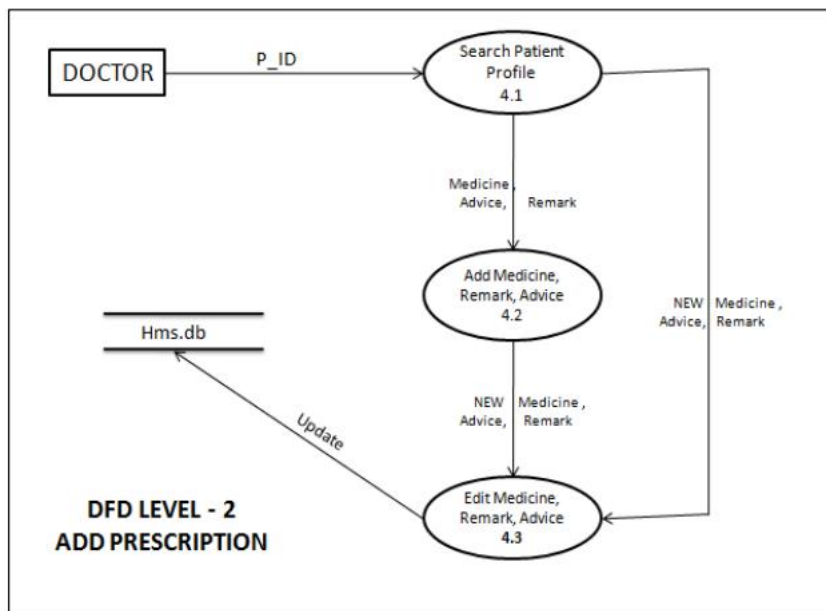 DOCTOR
P_ID
Search Patient
Profile
4.1
Medicine,
Advice, Remark
Add Medicine,
Remark, Advice
4.2
NEW Medicine,
Advice, Remark
Hms.db
NEW Medicine,
Advice, Remark
Update
Edit Medicine,
Remark, Advice
4.3
DFD LEVEL - 2
ADD PRESCRIPTION